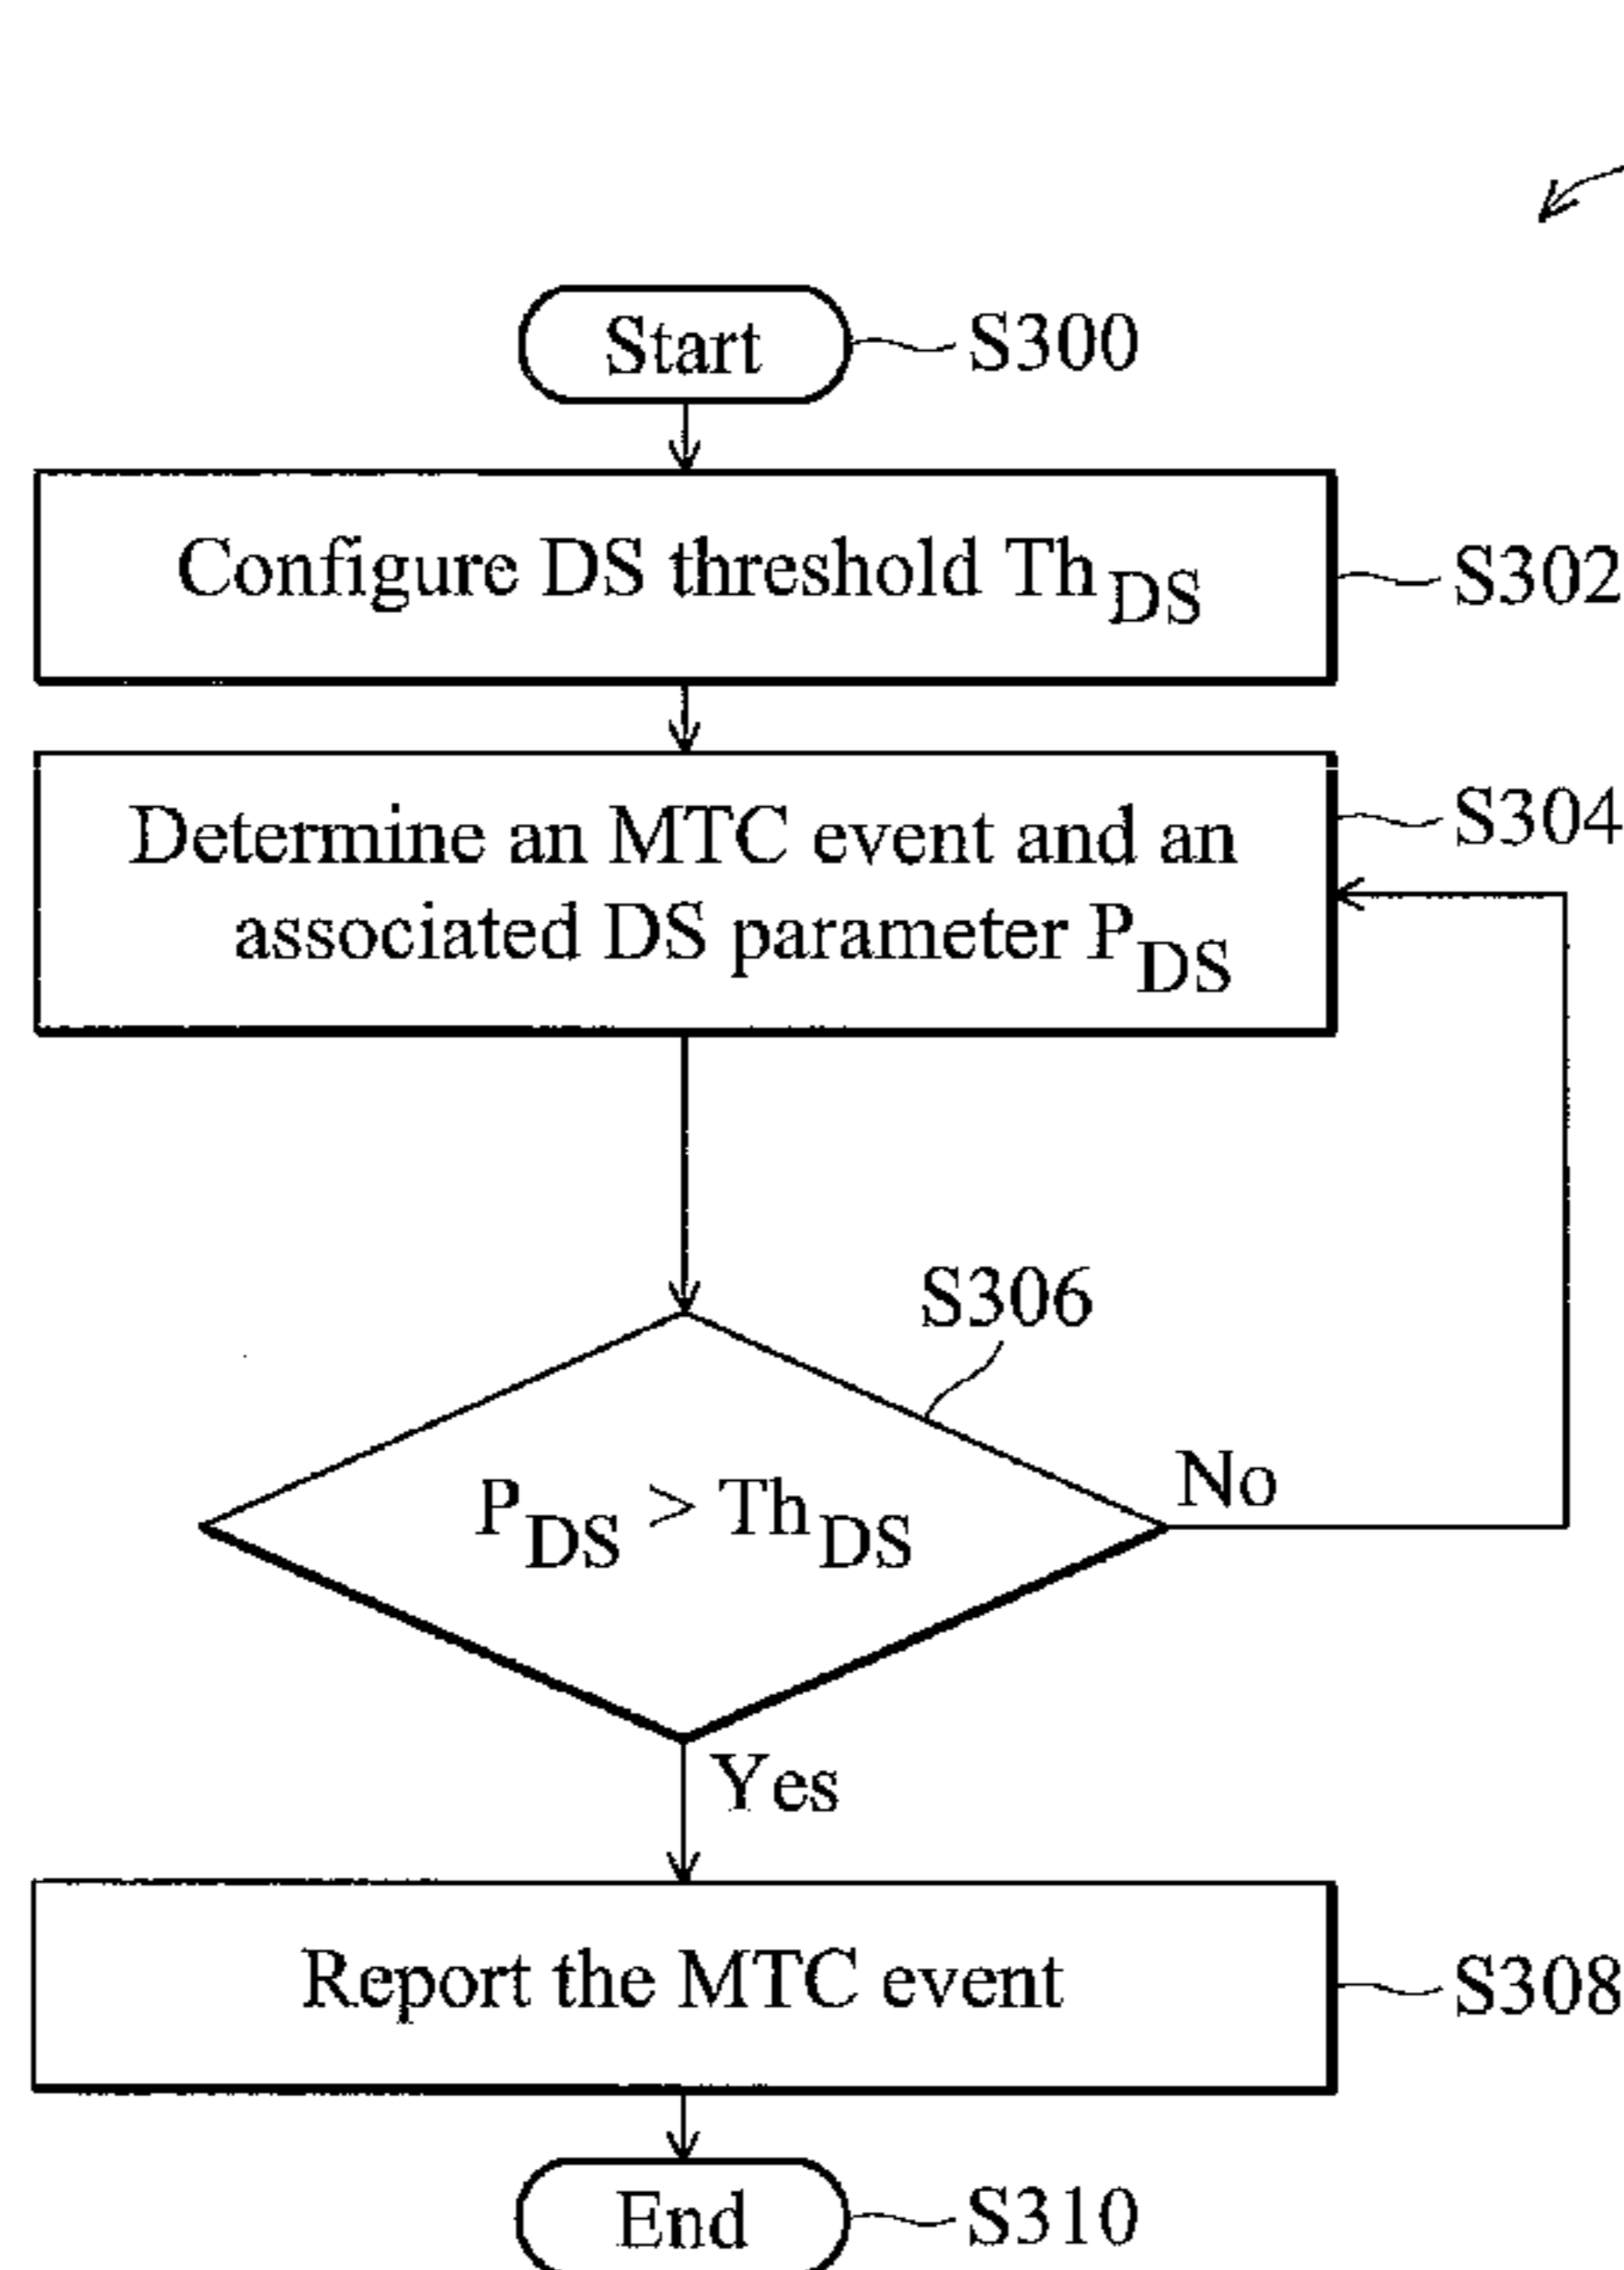 Start
S300
Configure DS threshold Th DS
S302
Determine an MTC event and an
associated DS parameter P DS
S304
S306
P DS > Th DS
No
Yes
Report the MTC event
S308
End
S310